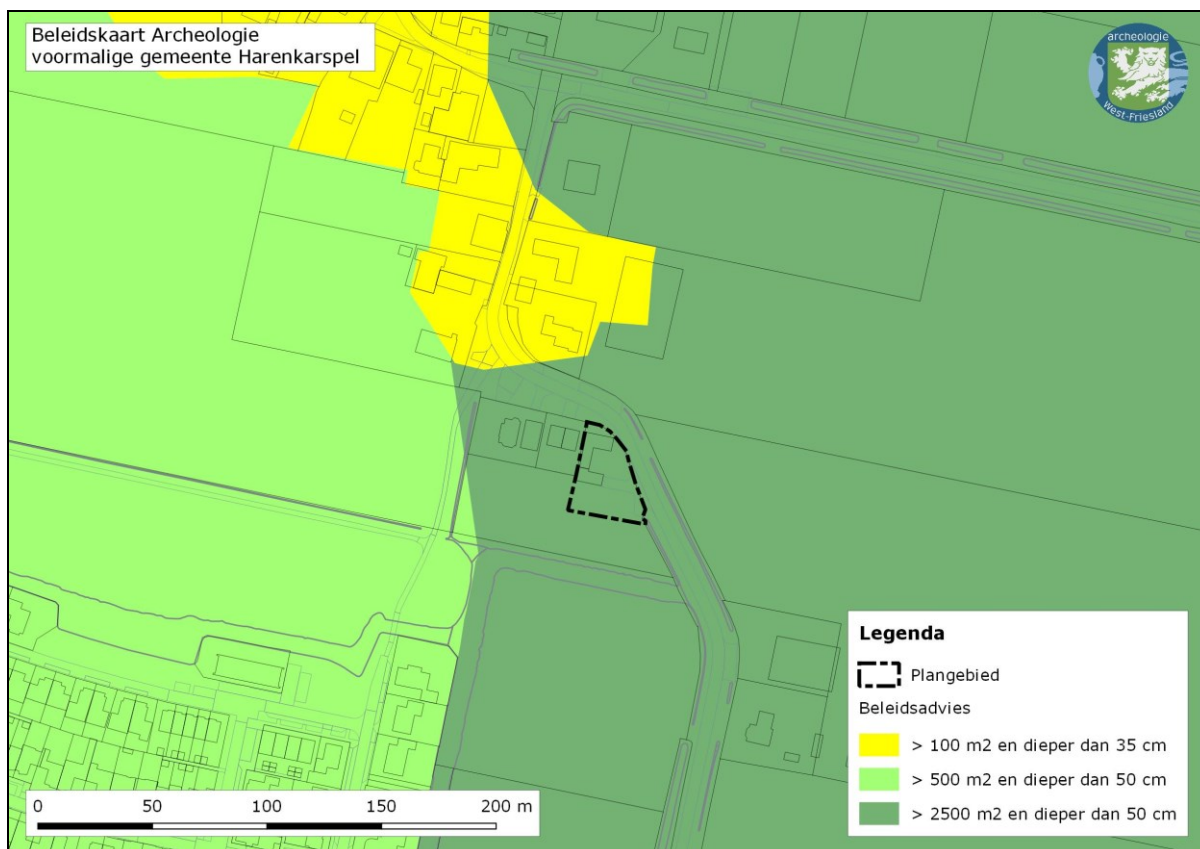 Beleidskaart Archeologie
voormalige gemeente Harenkarspel
archeologie
West-Friesland
Legenda
Plangebied
Beleidsadvies
> 100 m2 en dieper dan 35 cm
> 500 m2 en dieper dan 50 cm
> 2500 m2 en dieper dan 50 cm
0 50 100 150 200 m